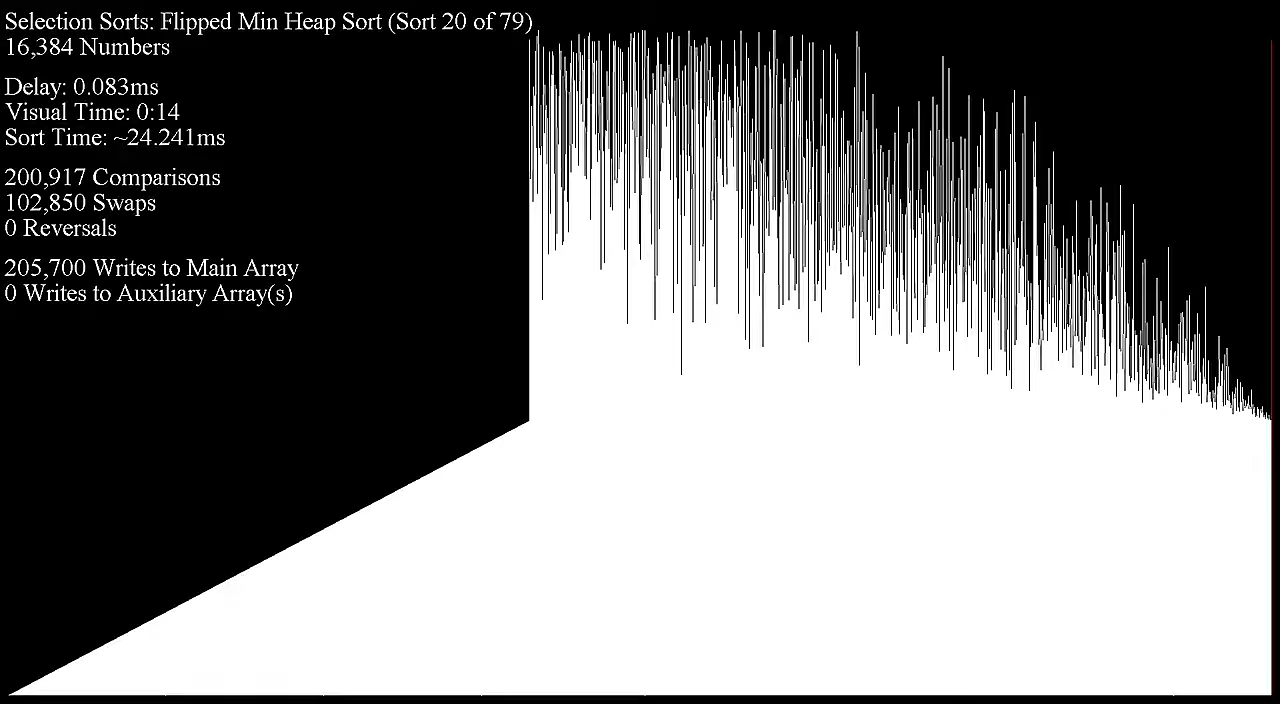 Selection Sorts: Flipped Min Heap Sort (Sort 20 of 79)
16,384 Numbers
Delay: 0.083ms
Visual Time: 0:14
Sort Time: ~24.241ms
200,917 Comparisons
102,850 Swaps
0 Reversals
205,700 Writes to Main Array
0 Writes to Auxiliary Array(s)